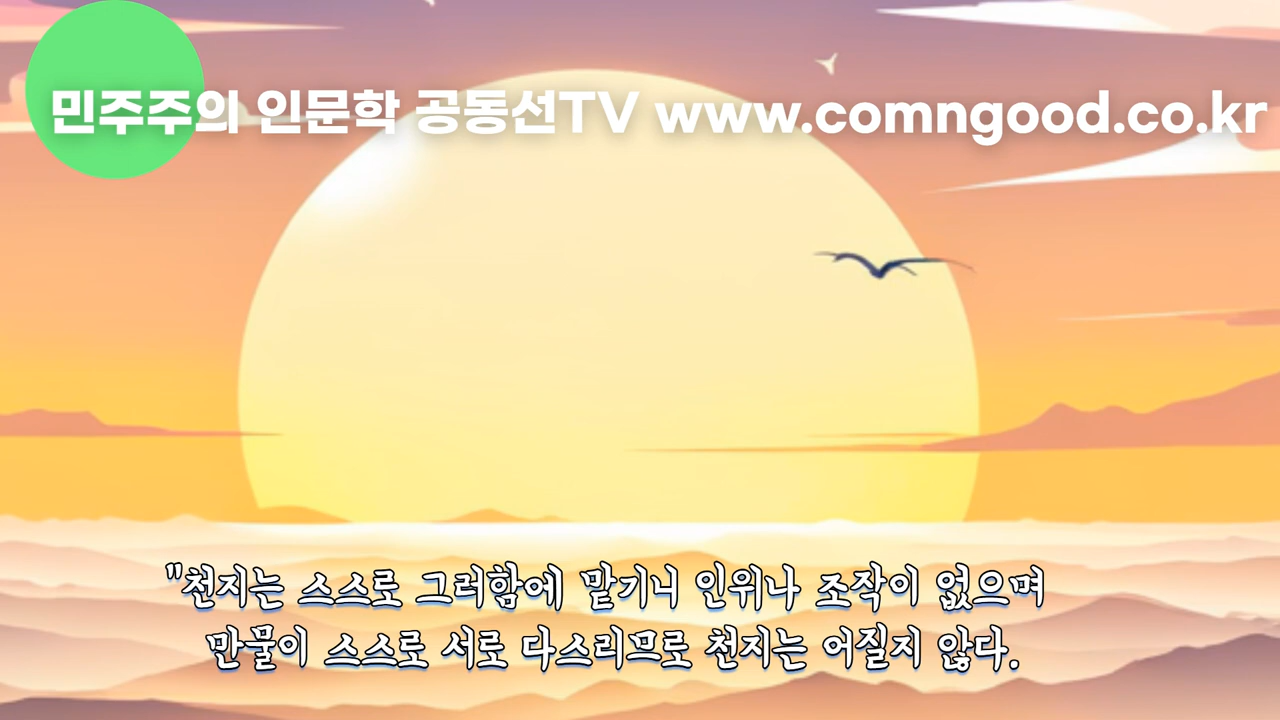 민주주의 인문학 공동선TV www.comngood.co.kr
"천지는 스스로 그러함에 맡기니 인위나 조작이 없으며
만물이 스스로 서로 다스리므로 천지는 어질지 않다.